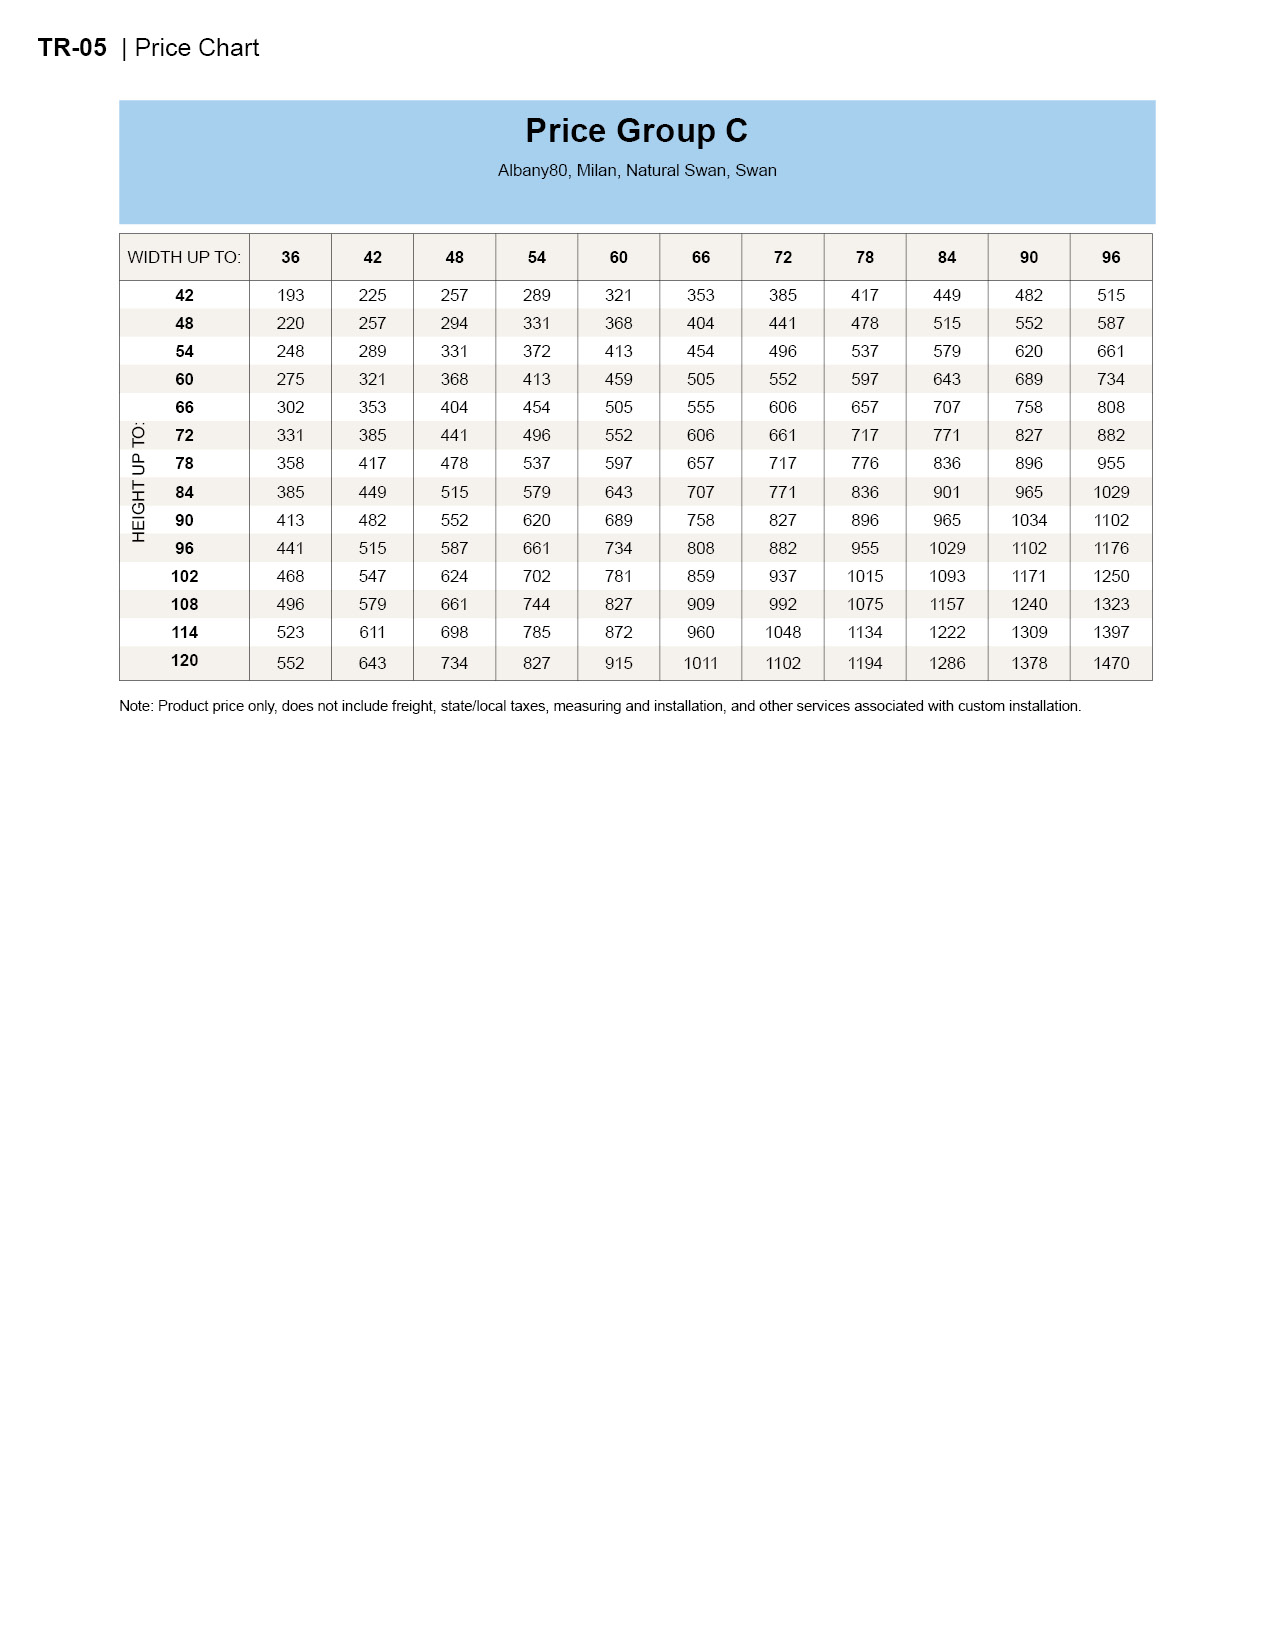 TR-05 | Price Chart
Price Group C
Albany80, Milan, Natural Swan, Swan
WIDTH UP TO: 36 42 48 54 60 66 72 78 84 90 96
HEIGHT UP TO:
42 193 225 257 289 321 353 385 417 449 482 515
48 220 257 294 331 368 404 441 478 515 552 587
54 248 289 331 372 413 454 496 537 579 620 661
60 275 321 368 413 459 505 552 597 643 689 734
66 302 353 404 454 505 555 606 657 707 758 808
72 331 385 441 496 552 606 661 717 771 827 882
78 358 417 478 537 597 657 717 776 836 896 955
84 385 449 515 579 643 707 771 836 901 965 1029
90 413 482 552 620 689 758 827 896 965 1034 1102
96 441 515 587 661 734 808 882 955 1029 1102 1176
102 468 547 624 702 781 859 937 1015 1093 1171 1250
108 496 579 661 744 827 909 992 1075 1157 1240 1323
114 523 611 698 785 872 960 1048 1134 1222 1309 1397
120 552 643 734 827 915 1011 1102 1194 1286 1378 1470
Note: Product price only, does not include freight, state/local taxes, measuring and installation, and other services associated with custom installation.